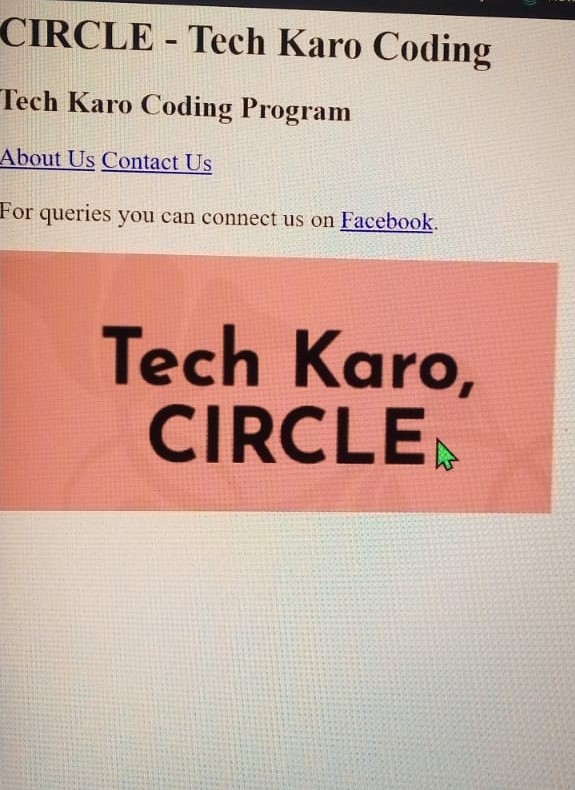 CIRCLE - Tech Karo Coding
Tech Karo Coding Program
About Us Contact Us
For queries you can connect us on Facebook.
Tech Karo,
CIRCLE